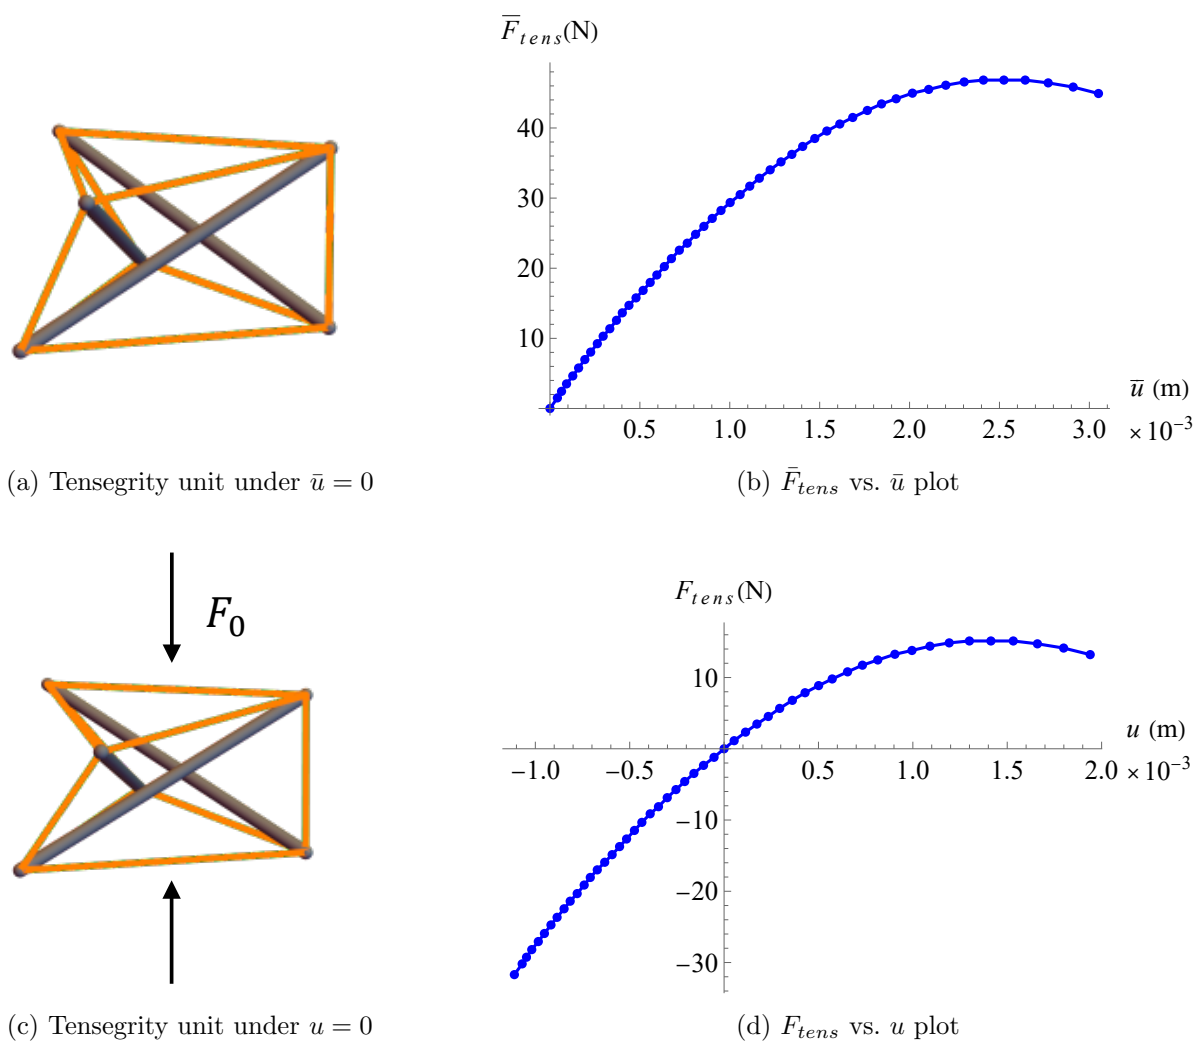 F̅tens(N)
40
30
20
10
u̅ (m)
0.5 1.0 1.5 2.0 2.5 3.0 ×10⁻³
(a) Tensegrity unit under ū = 0
(b) F̄tens vs. ū plot
F₀
Ftens(N)
10
u (m)
−1.0 −0.5 0.5 1.0 1.5 2.0 ×10⁻³
−10
−20
−30
(c) Tensegrity unit under u = 0
(d) Ftens vs. u plot